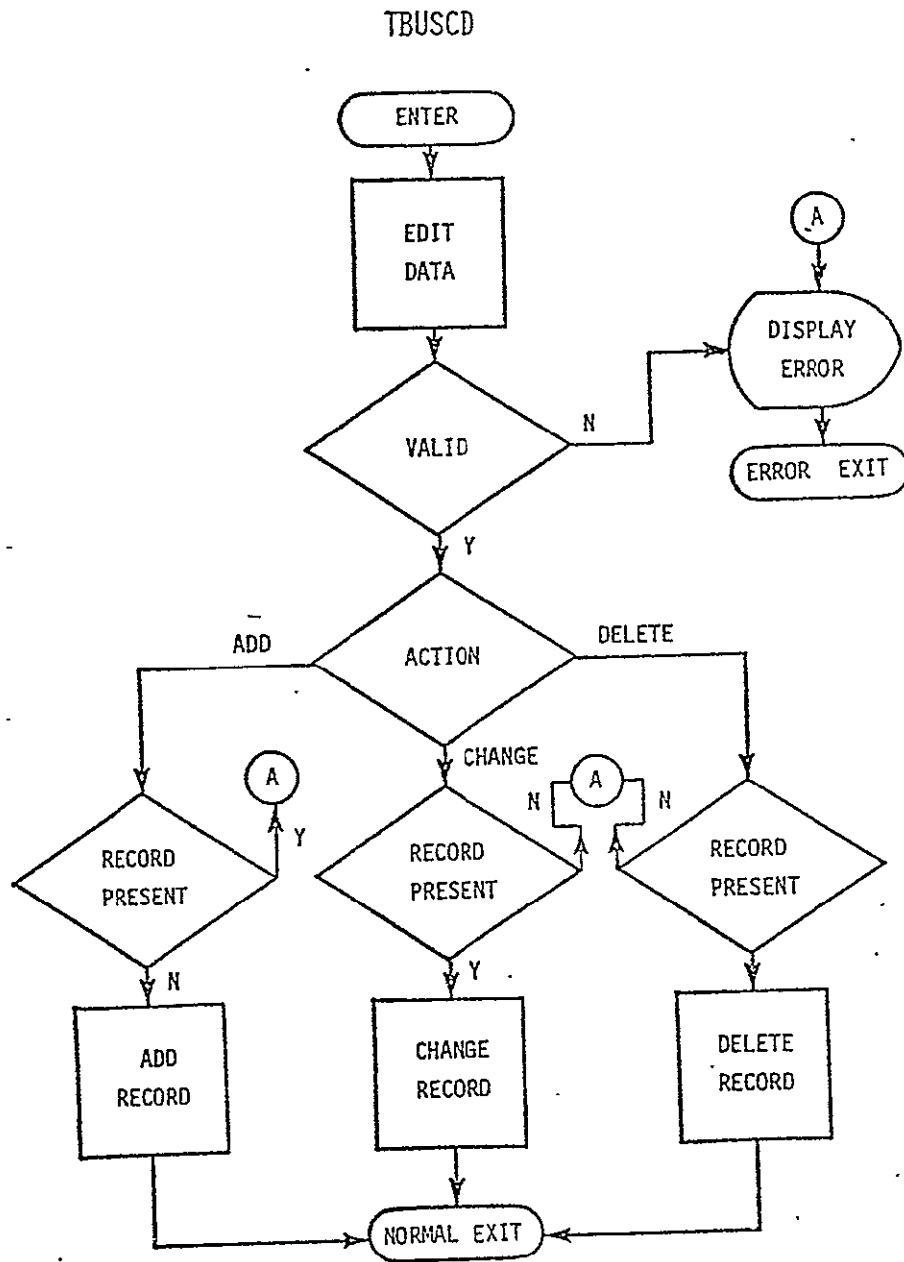 TBUSCD
ENTER
EDIT
DATA
A
DISPLAY
ERROR
VALID
N
ERROR EXIT
Y
ADD
ACTION
DELETE
CHANGE
A
A
N
N
Y
RECORD
PRESENT
RECORD
PRESENT
RECORD
PRESENT
N
Y
ADD
RECORD
CHANGE
RECORD
DELETE
RECORD
NORMAL EXIT